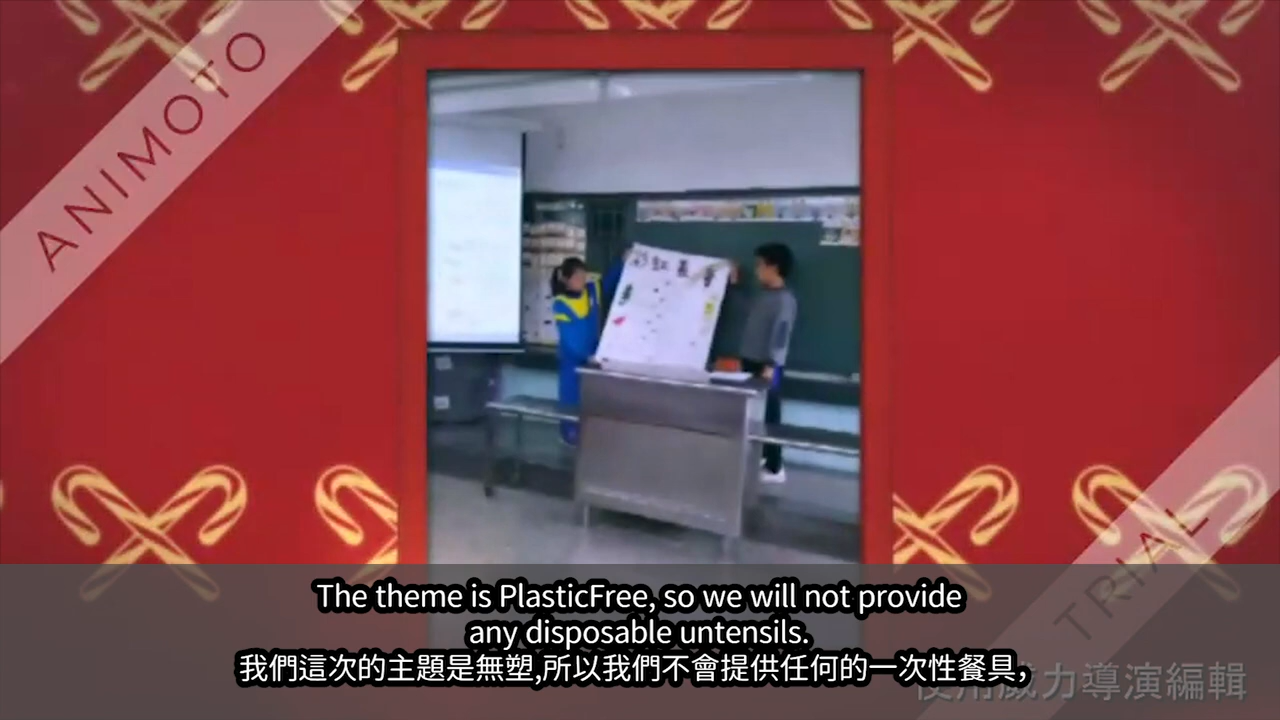 ANIMOTO
The theme is PlasticFree, so we will not provide
any disposable untensils.
我們這次的主題是無塑,所以我們不會提供任何的一次性餐具,
TRIAL
使用威力導演編輯